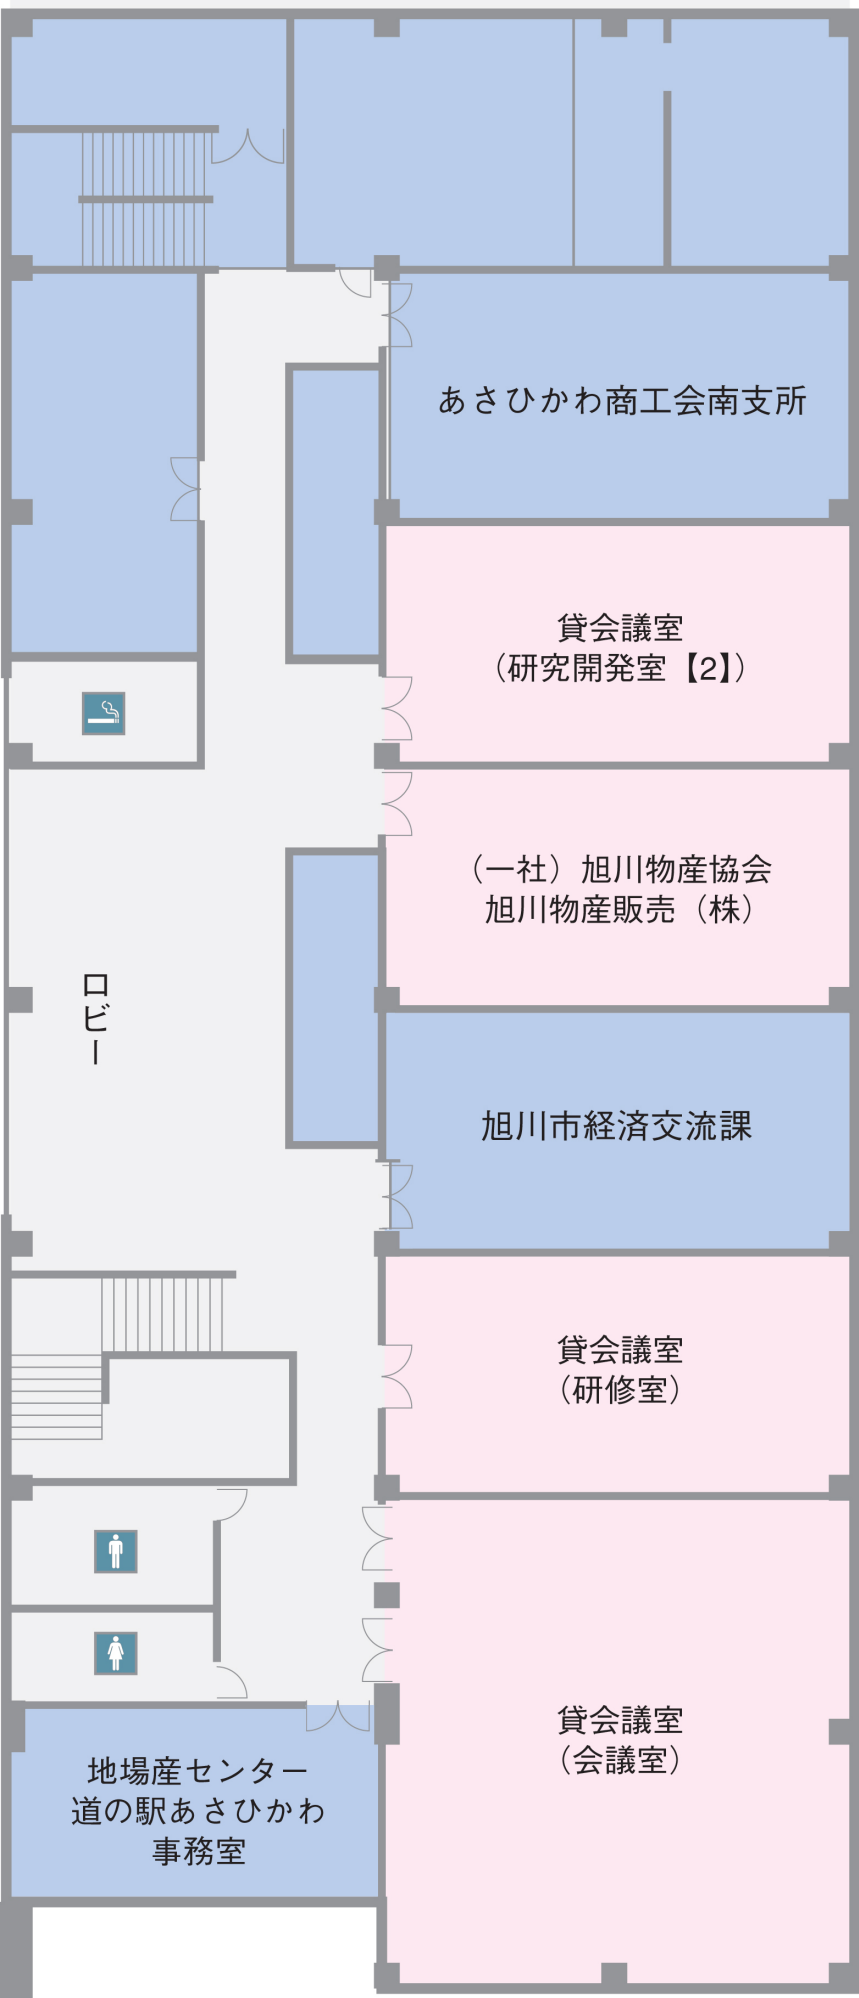 あさひかわ商工会南支所
貸会議室
（研究開発室【2】）
（一社）旭川物産協会
旭川物産販売（株）
ロビー
旭川市経済交流課
貸会議室
（研修室）
貸会議室
（会議室）
地場産センター
道の駅あさひかわ
事務室